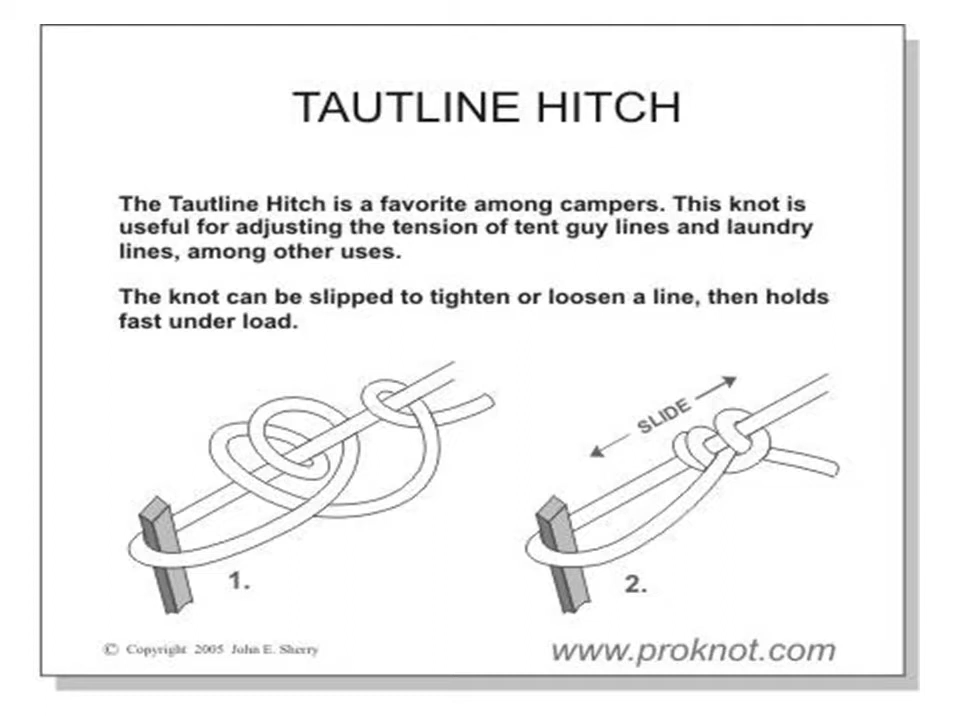 TAUTLINE HITCH
The Tautline Hitch is a favorite among campers. This knot is
useful for adjusting the tension of tent guy lines and laundry
lines, among other uses.
The knot can be slipped to tighten or loosen a line, then holds
fast under load.
SLIDE
1.
2.
© Copyright 2005 John E. Sherry
www.proknot.com